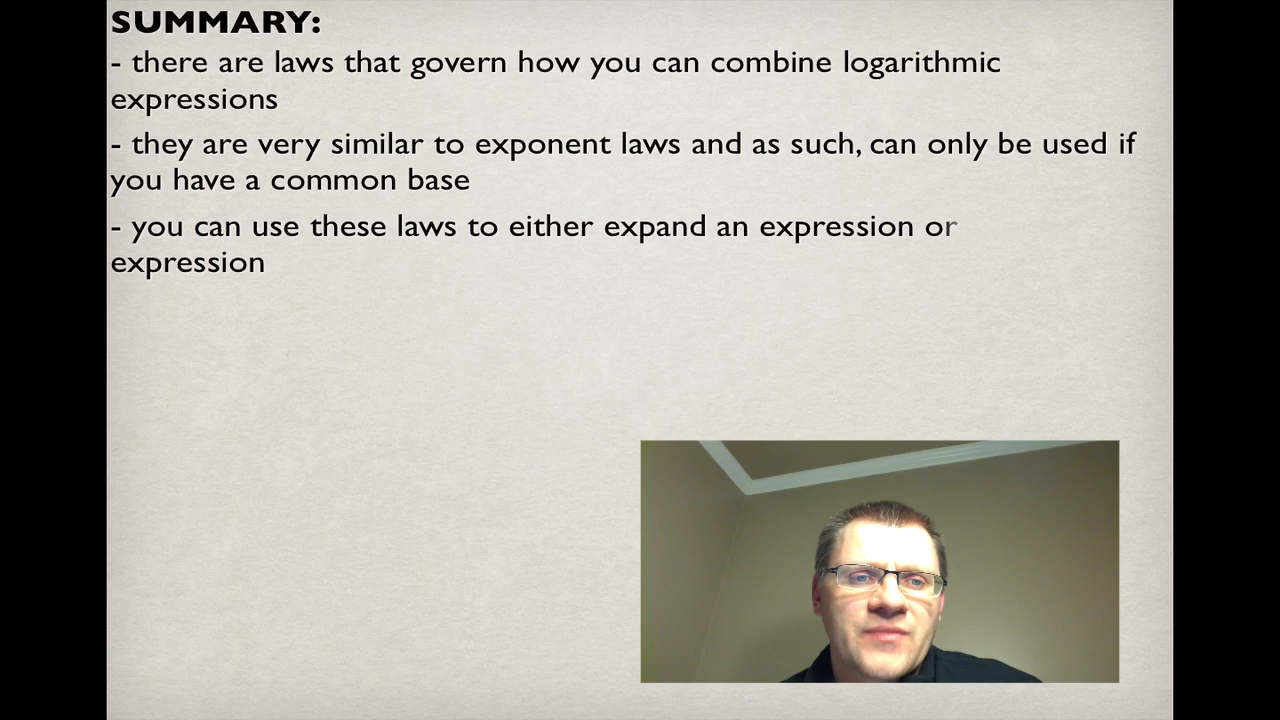 SUMMARY:
- there are laws that govern how you can combine logarithmic
expressions
- they are very similar to exponent laws and as such, can only be used if
you have a common base
- you can use these laws to either expand an expression or
expression